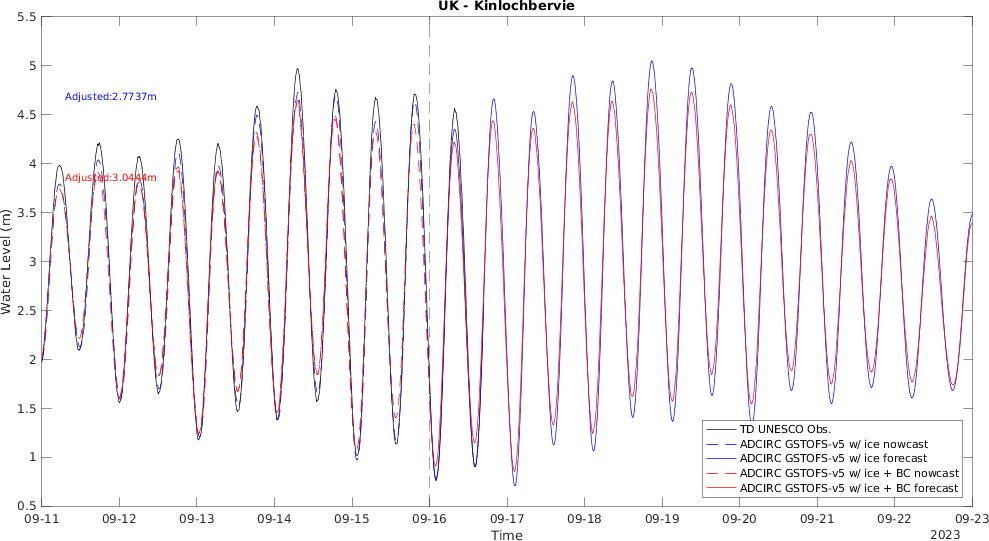 UK - Kinlochbervie
5.5
5
4.5
4
3.5
3
2.5
2
1.5
1
0.5
Water Level (m)
Adjusted:2.7737m
Adjusted:3.0444m
TD UNESCO Obs.
ADCIRC GSTOFS-v5 w/ ice nowcast
ADCIRC GSTOFS-v5 w/ ice forecast
ADCIRC GSTOFS-v5 w/ ice + BC nowcast
ADCIRC GSTOFS-v5 w/ ice + BC forecast
09-11 09-12 09-13 09-14 09-15 09-16 09-17 09-18 09-19 09-20 09-21 09-22 09-23
Time
2023